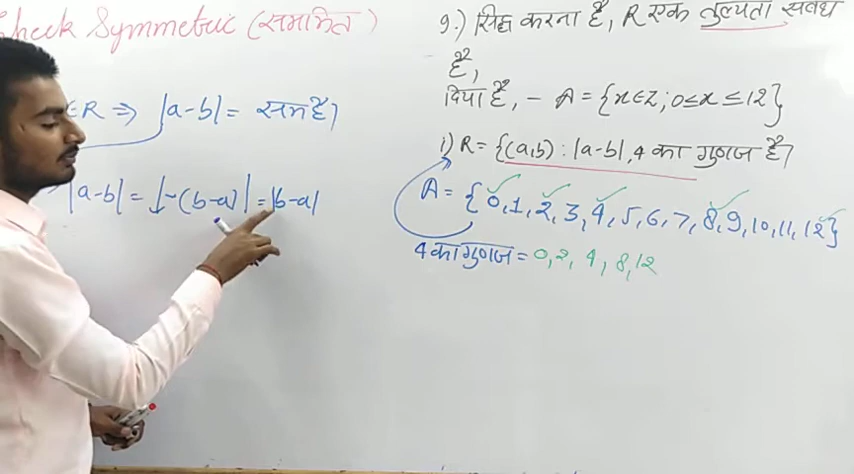 Check Symmetric (सममित)
∈R ⇒ |a-b| = सम है।
|a-b| = |-(b-a)| = |b-a|
9.) सिद्ध करना है, R एक तुल्यता संबंध
है,
दिया है, - A = {x∈Z; 0≤x≤12}
i) R = {(a,b) : |a-b|, 4 का गुणज है।
A = {0, 1, 2, 3, 4, 5, 6, 7, 8, 9, 10, 11, 12}
4 का गुणज = 0, 2, 4, 8, 12